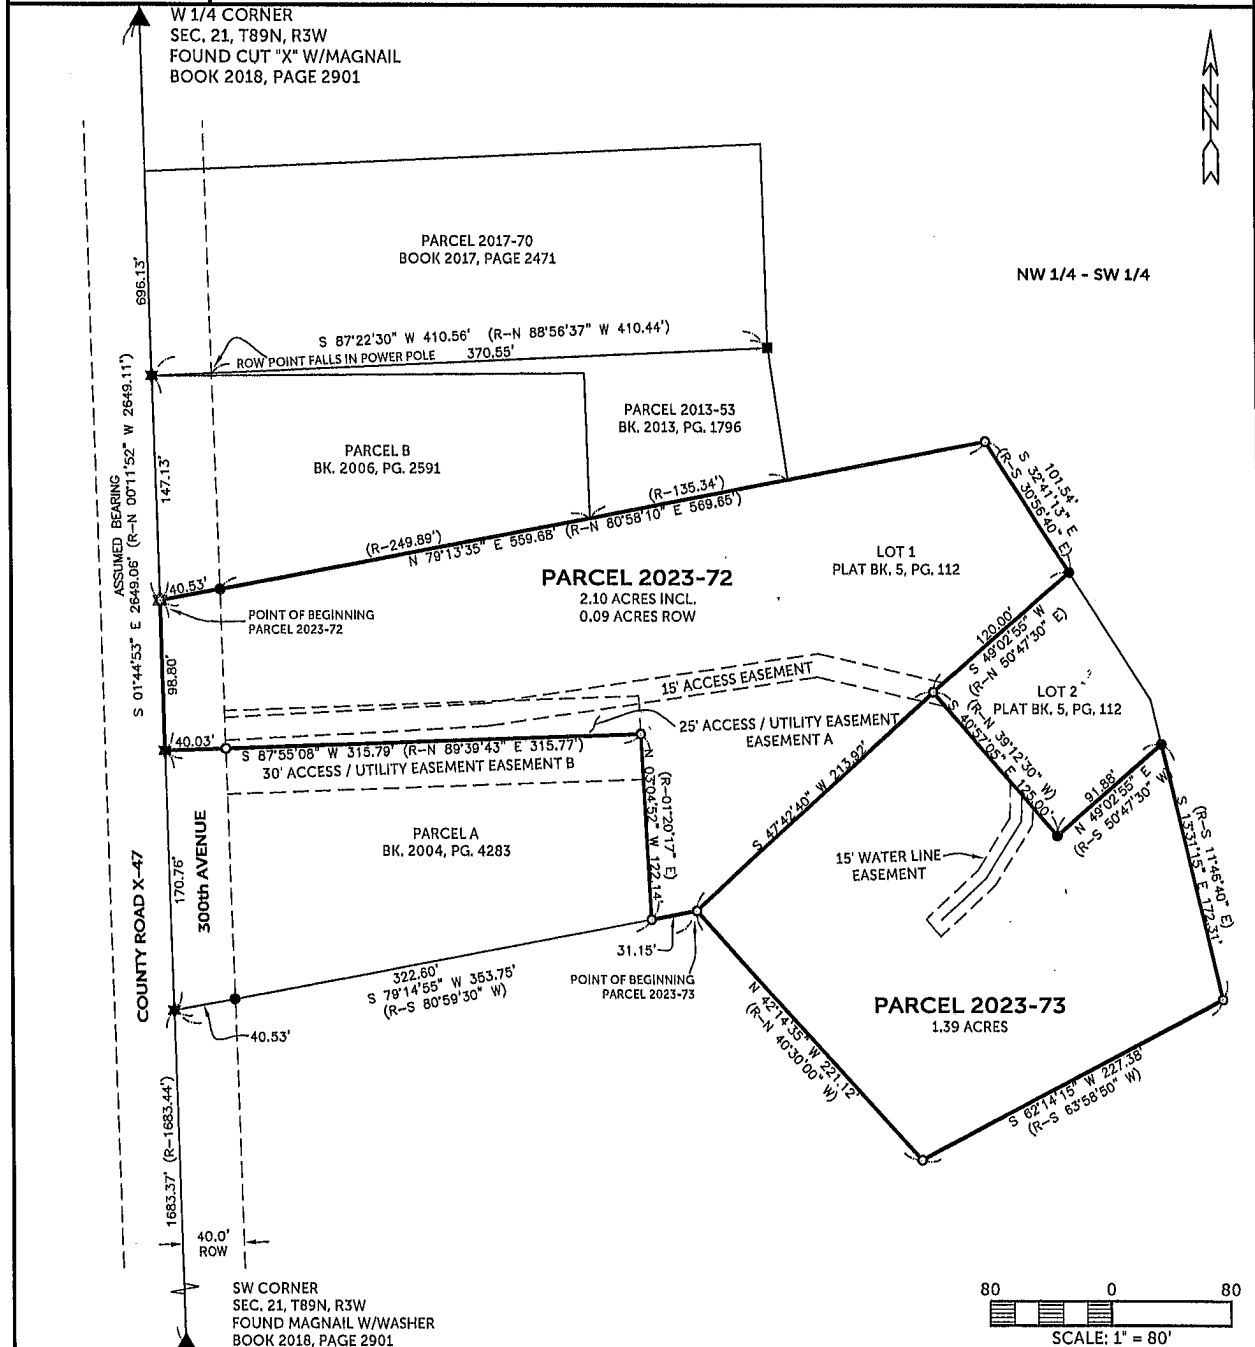 W 1/4 CORNER
SEC. 21, T89N, R3W
FOUND CUT "X" W/MAGNAIL
BOOK 2018, PAGE 2901
N
PARCEL 2017-70
BOOK 2017, PAGE 2471
NW 1/4 - SW 1/4
696.13'
S 87°22'30" W 410.56' (R-N 88°56'37" W 410.44')
ROW POINT FALLS IN POWER POLE
370.55'
ASSUMED BEARING
S 01°44'53" E 2649.06' (R-N 00°11'52" W 2649.11')
147.13'
PARCEL B
BK. 2006, PG. 2591
PARCEL 2013-53
BK. 2013, PG. 1796
(R-135.34')
(R-249.89')
N 79°13'35" E 559.68' (R-N 80°58'10" E 569.65')
101.54'
S 32°41'13" E
(R-S 30°56'40" E)
LOT 1
PLAT BK. 5, PG. 112
40.53'
POINT OF BEGINNING
PARCEL 2023-72
PARCEL 2023-72
2.10 ACRES INCL.
0.09 ACRES ROW
120.00'
S 49°02'55" W
(R-N 50°47'30" E)
98.80'
15' ACCESS EASEMENT
LOT 2
PLAT BK. 5, PG. 112
25' ACCESS / UTILITY EASEMENT
EASEMENT A
40.03'
S 87°55'08" W 315.79' (R-N 89°39'43" E 315.77')
30' ACCESS / UTILITY EASEMENT EASEMENT B
(R-N 39°12'30" W)
S 40°57'05" E 125.00'
N 03°04'52" W 122.14'
(R-01°20'17" E)
S 47°42'40" W 213.92'
91.88'
N 49°02'55" E
(R-S 50°47'30" W)
(R-S 11°46'40" E)
S 13°31'15" E 172.31'
PARCEL A
BK. 2004, PG. 4283
15' WATER LINE
EASEMENT
COUNTY ROAD X-47
300th AVENUE
170.76'
31.15'
POINT OF BEGINNING
PARCEL 2023-73
322.60'
S 79°14'55" W 353.75'
(R-S 80°59'30" W)
40.53'
PARCEL 2023-73
1.39 ACRES
N 42°14'35" W 221.12'
(R-N 40°30'00" W)
S 62°14'15" W 227.38'
(R-S 63°58'50" W)
1683.37' (R-1683.44')
40.0'
ROW
SW CORNER
SEC. 21, T89N, R3W
FOUND MAGNAIL W/WASHER
BOOK 2018, PAGE 2901
80 0 80
SCALE: 1" = 80'